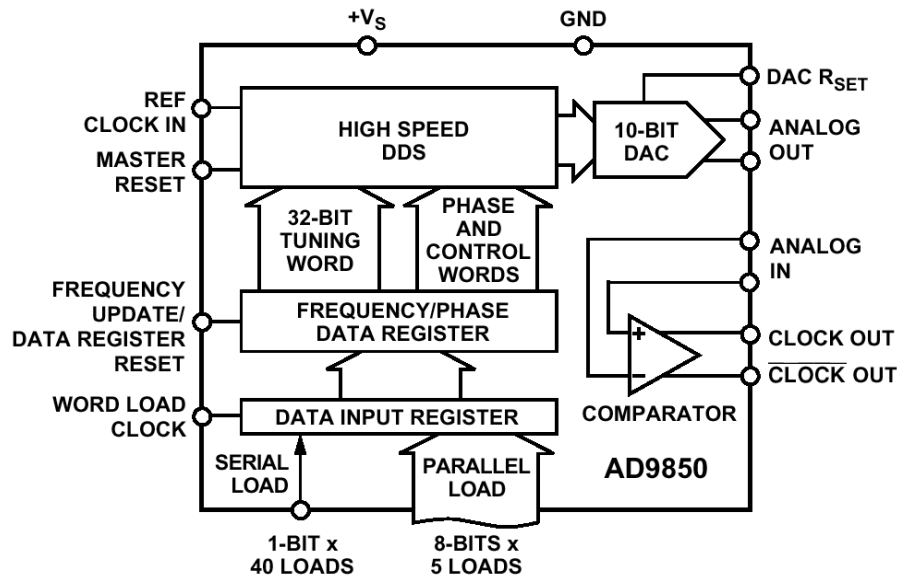 +VS
GND
REF
CLOCK IN
MASTER
RESET
HIGH SPEED
DDS
10-BIT
DAC
DAC RSET
ANALOG
OUT
32-BIT
TUNING
WORD
PHASE
AND
CONTROL
WORDS
ANALOG
IN
FREQUENCY
UPDATE/
DATA REGISTER
RESET
FREQUENCY/PHASE
DATA REGISTER
+
–
CLOCK OUT
CLOCK OUT
COMPARATOR
WORD LOAD
CLOCK
DATA INPUT REGISTER
SERIAL
LOAD
PARALLEL
LOAD
AD9850
1-BIT x
40 LOADS
8-BITS x
5 LOADS